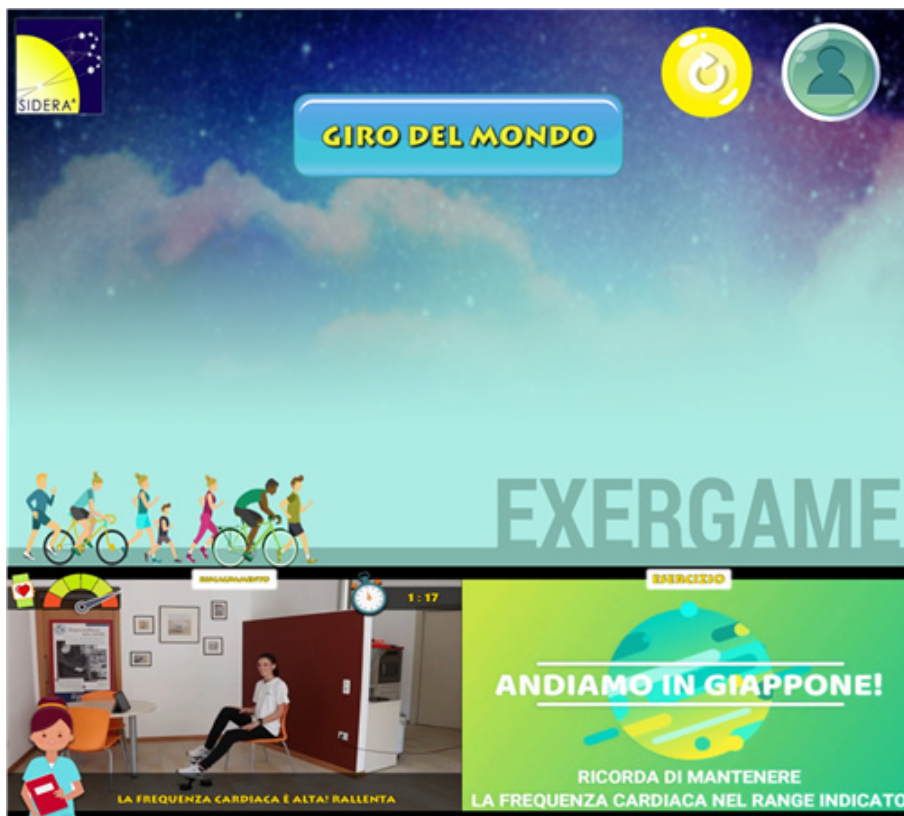 SIDERA^
GIRO DEL MONDO
EXERGAME
RISCALDAMENTO
1 : 17
LA FREQUENZA CARDIACA È ALTA! RALLENTA
ESERCIZIO
ANDIAMO IN GIAPPONE!
RICORDA DI MANTENERE
LA FREQUENZA CARDIACA NEL RANGE INDICATO